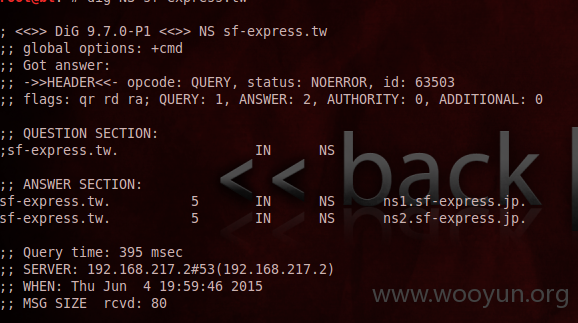 root@bt:~# dig NS sf-express.tw
; <<>> DiG 9.7.0-P1 <<>> NS sf-express.tw
;; global options: +cmd
;; Got answer:
;; ->>HEADER<<- opcode: QUERY, status: NOERROR, id: 63503
;; flags: qr rd ra; QUERY: 1, ANSWER: 2, AUTHORITY: 0, ADDITIONAL: 0
;; QUESTION SECTION:
;sf-express.tw. IN NS
;; ANSWER SECTION:
sf-express.tw. 5 IN NS ns1.sf-express.jp.
sf-express.tw. 5 IN NS ns2.sf-express.jp.
;; Query time: 395 msec
;; SERVER: 192.168.217.2#53(192.168.217.2)
;; WHEN: Thu Jun 4 19:59:46 2015
;; MSG SIZE rcvd: 80
<< back
www.wooyun.org